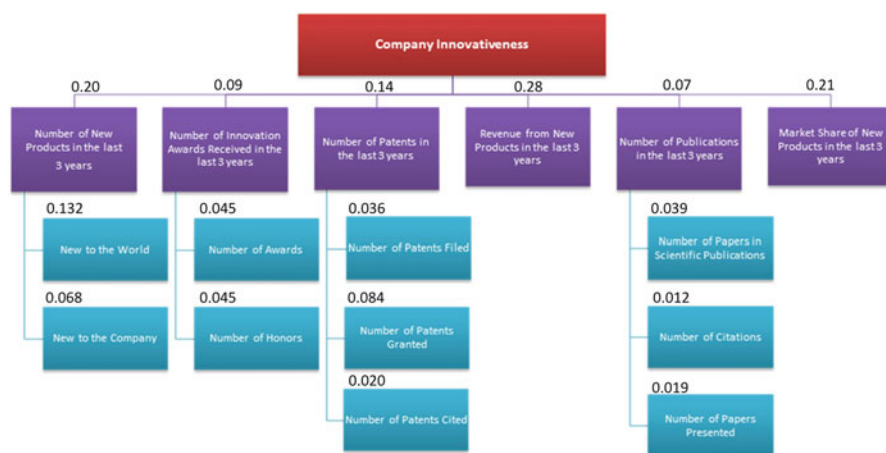 Company Innovativeness
0.20
0.09
0.14
0.28
0.07
0.21
Number of New
Products in the last
3 years
Number of Innovation
Awards Received in the
last 3 years
Number of Patents in
the last 3 years
Revenue from New
Products in the last 3
years
Number of Publications
in the last 3 years
Market Share of New
Products in the last 3
years
0.132
0.045
0.036
0.039
New to the World
Number of Awards
Number of Patents Filed
Number of Papers in
Scientific Publications
0.068
0.045
0.084
0.012
New to the Company
Number of Honors
Number of Patents
Granted
Number of Citations
0.020
0.019
Number of Patents Cited
Number of Papers
Presented